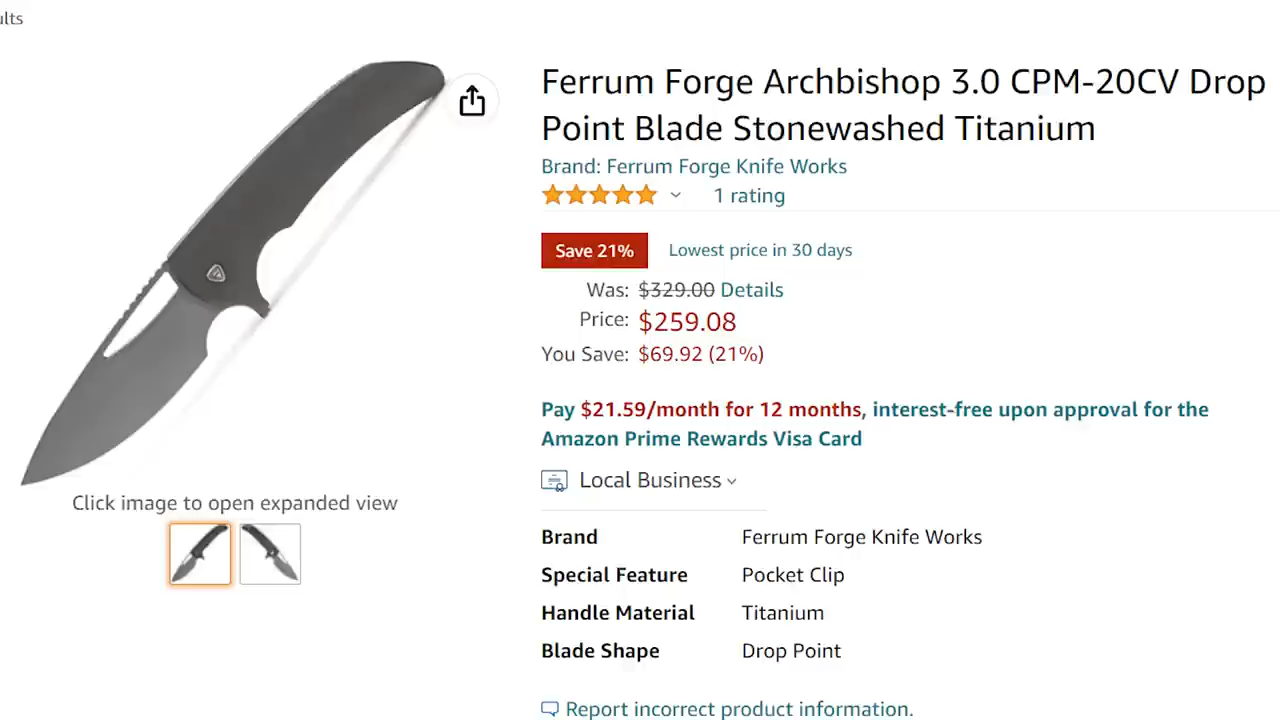 ults
Ferrum Forge Archbishop 3.0 CPM-20CV Drop
Point Blade Stonewashed Titanium
Brand: Ferrum Forge Knife Works
1 rating
Save 21% Lowest price in 30 days
Was: $329.00 Details
Price: $259.08
You Save: $69.92 (21%)
Pay $21.59/month for 12 months, interest-free upon approval for the
Amazon Prime Rewards Visa Card
Local Business
Click image to open expanded view
Brand Ferrum Forge Knife Works
Special Feature Pocket Clip
Handle Material Titanium
Blade Shape Drop Point
Report incorrect product information.